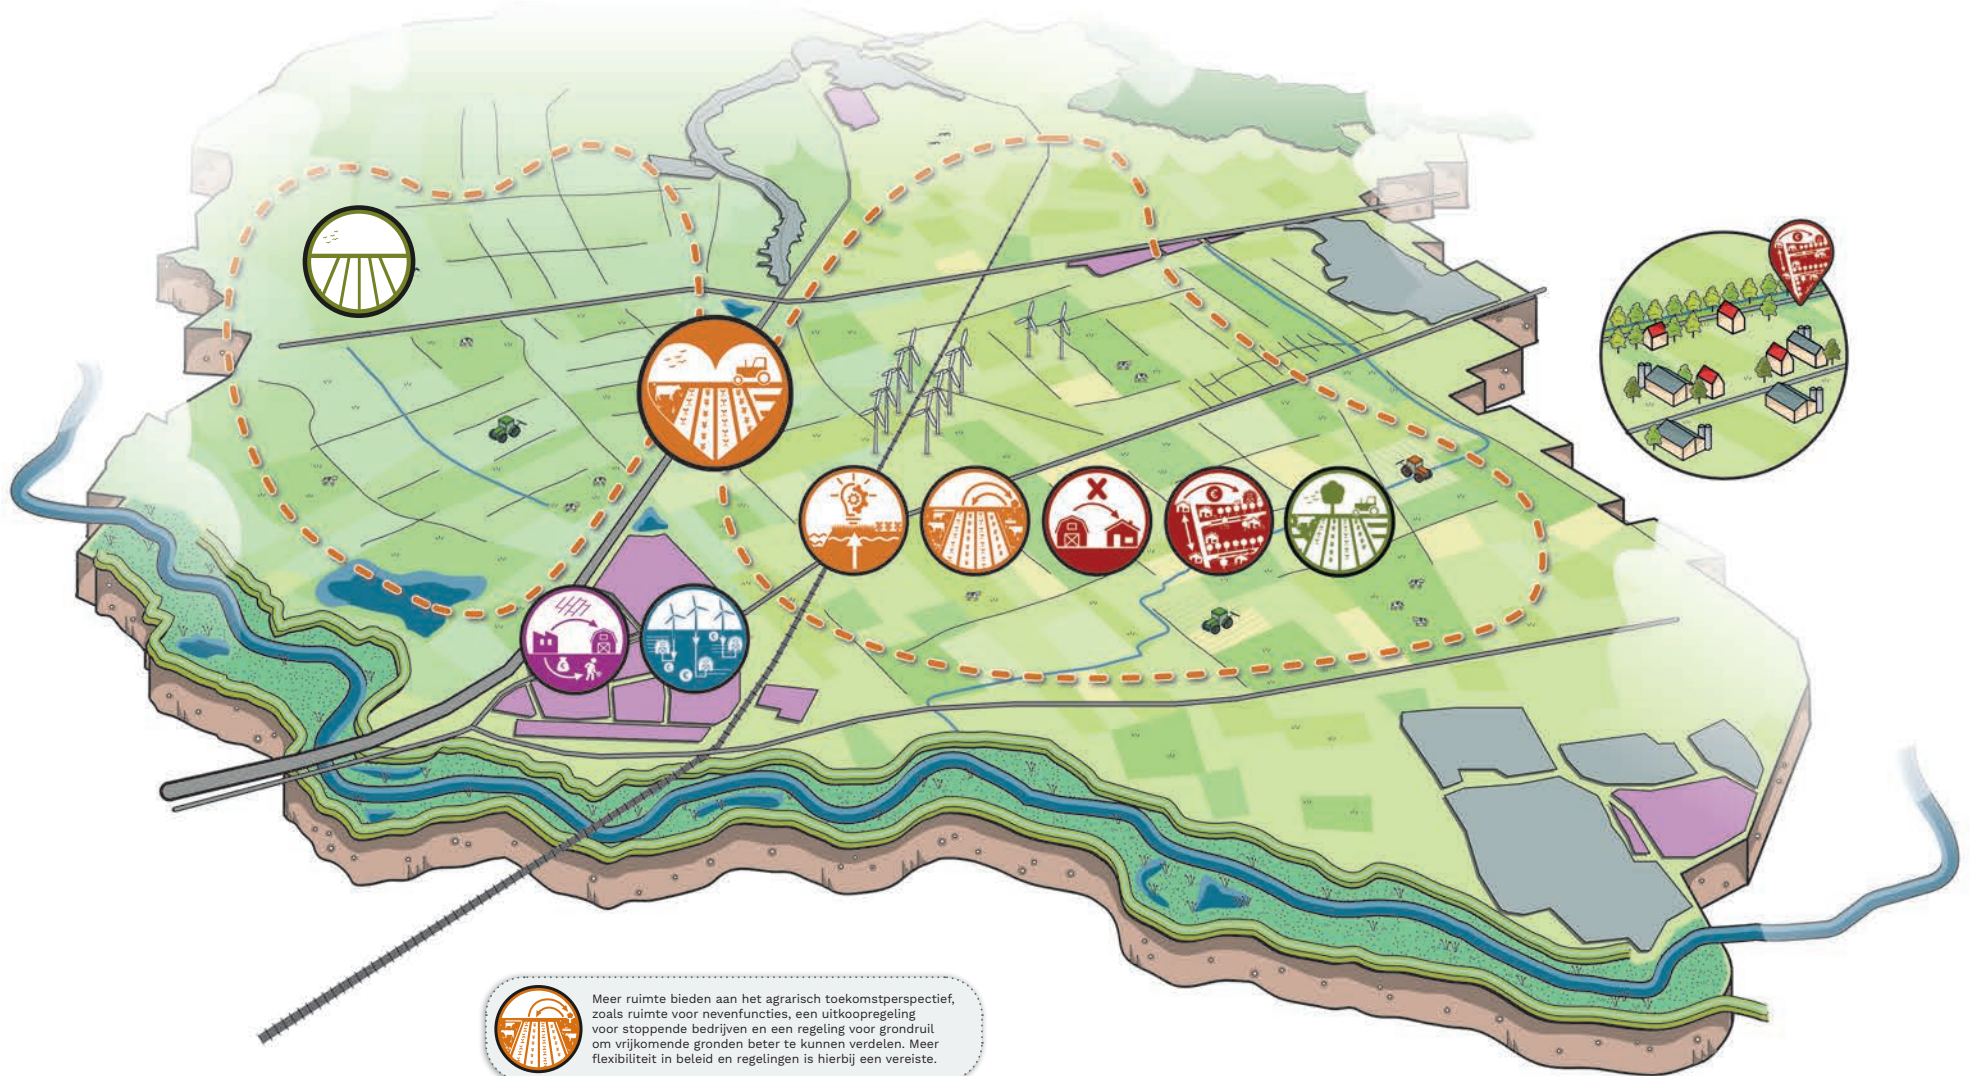 Meer ruimte bieden aan het agrarisch toekomstperspectief,
zoals ruimte voor nevenfuncties, een uitkoopregeling
voor stoppende bedrijven en een regeling voor grondruil
om vrijkomende gronden beter te kunnen verdelen. Meer
flexibiliteit in beleid en regelingen is hierbij een vereiste.